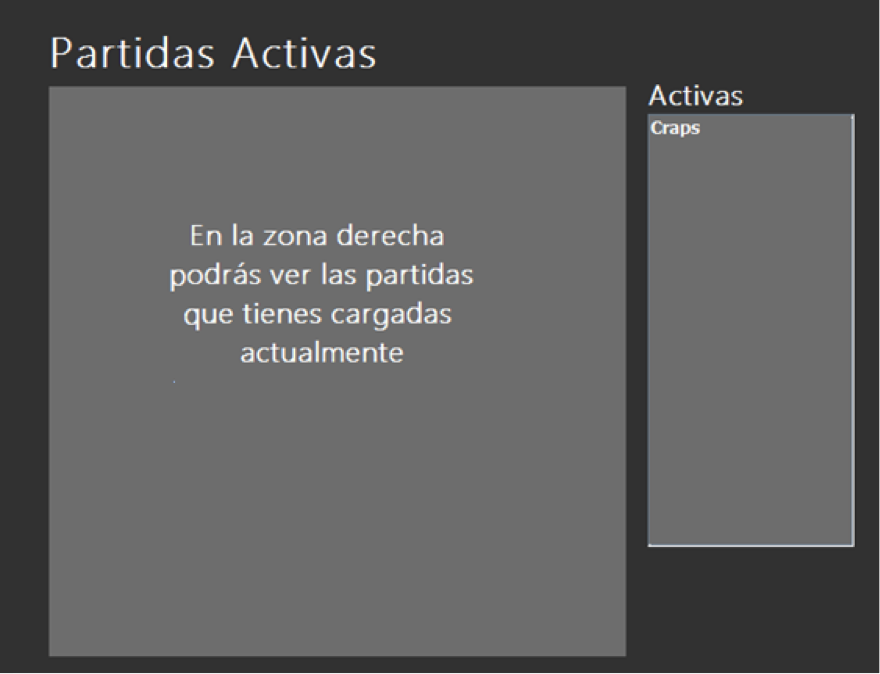 Partidas Activas
Activas
Craps
En la zona derecha
podrás ver las partidas
que tienes cargadas
actualmente